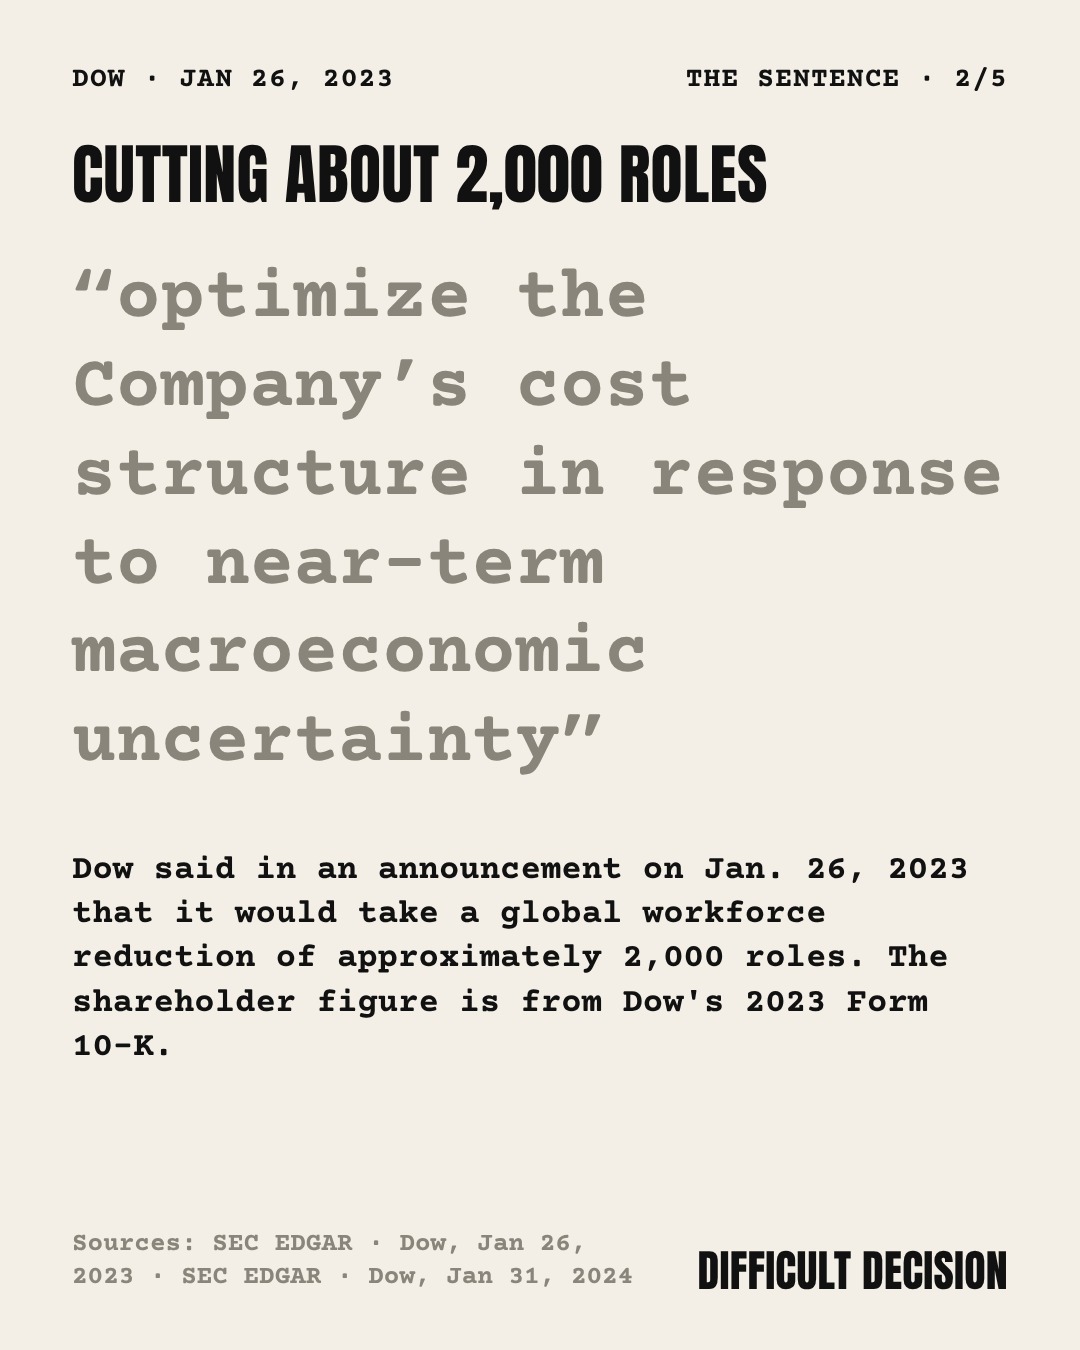 DOW · JAN 26, 2023
THE SENTENCE · 2/5
CUTTING ABOUT 2,000 ROLES
“optimize the
Company’s cost
structure in response
to near-term
macroeconomic
uncertainty”
Dow said in an announcement on Jan. 26, 2023
that it would take a global workforce
reduction of approximately 2,000 roles. The
shareholder figure is from Dow's 2023 Form
10-K.
Sources: SEC EDGAR · Dow, Jan 26,
2023 · SEC EDGAR · Dow, Jan 31, 2024
DIFFICULT DECISION